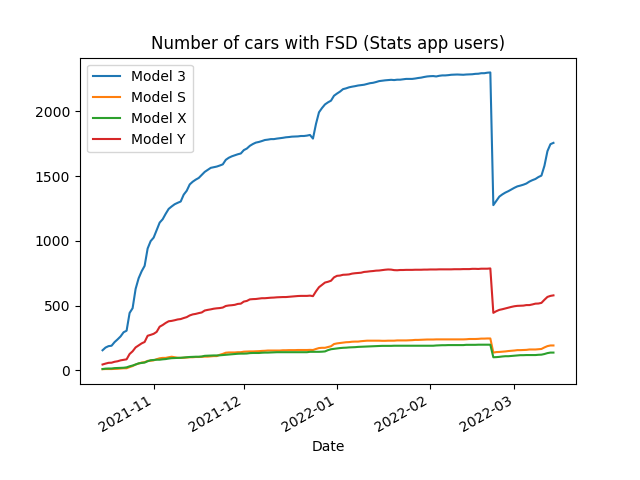 Number of cars with FSD (Stats app users)
Model 3
Model S
Model X
Model Y
2000
1500
1000
500
0
2021-11
2021-12
2022-01
2022-02
2022-03
Date